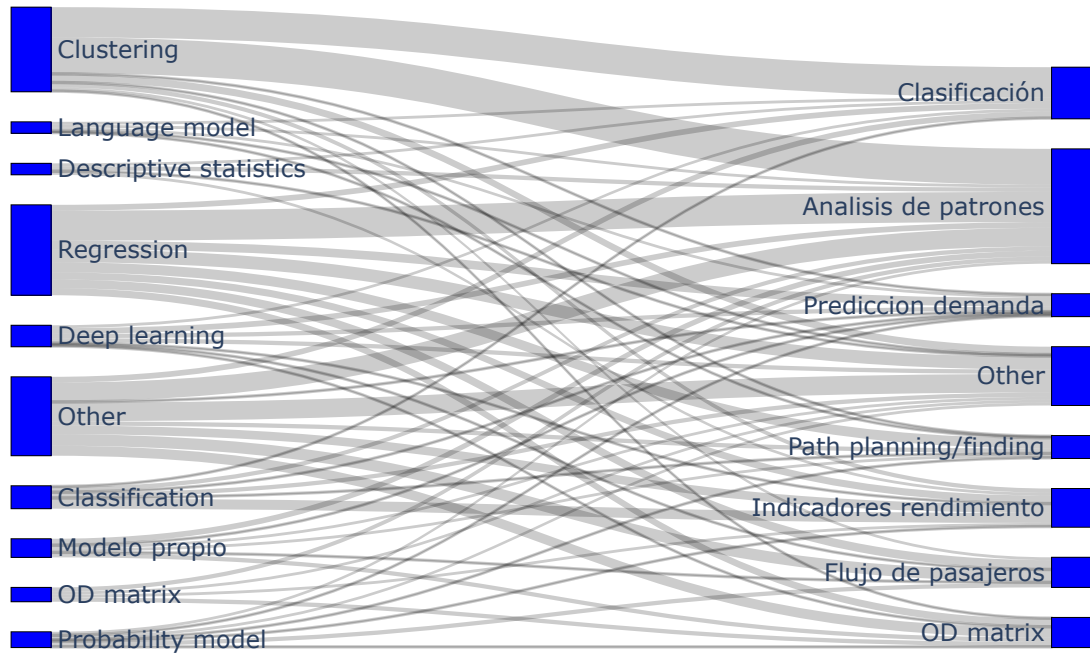 Clustering
Language model
Descriptive statistics
Regression
Deep learning
Other
Classification
Modelo propio
OD matrix
Probability model
Clasificación
Analisis de patrones
Prediccion demanda
Other
Path planning/finding
Indicadores rendimiento
Flujo de pasajeros
OD matrix